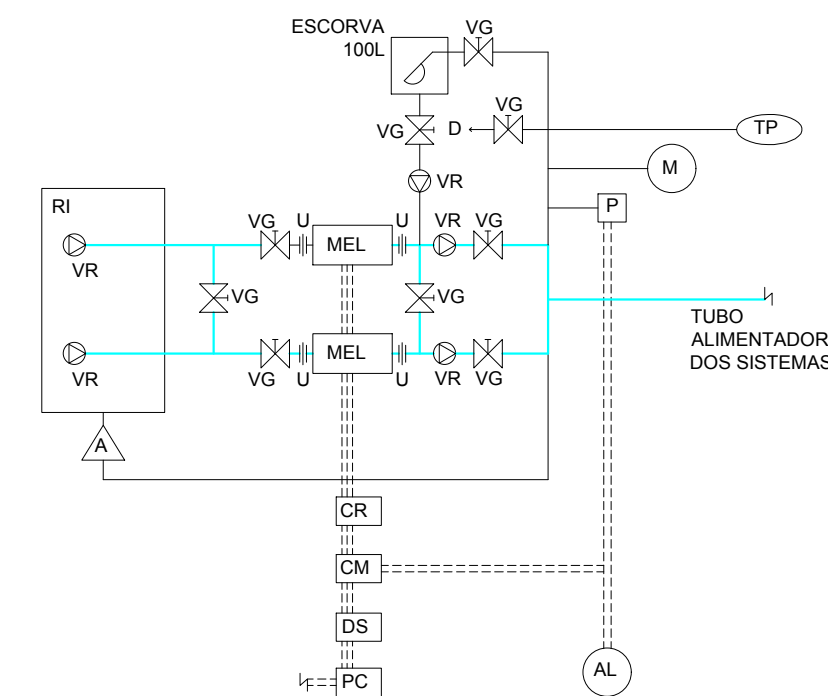 ESCORVA
100L
VG
VG
VG
D
TP
M
VR
RI
P
VG
U
MEL
U
VR
VG
VR
VG
VG
TUBO
ALIMENTADOR
DOS SISTEMAS
MEL
VR
VG
U
U
VR
VG
A
CR
CM
DS
PC
AL